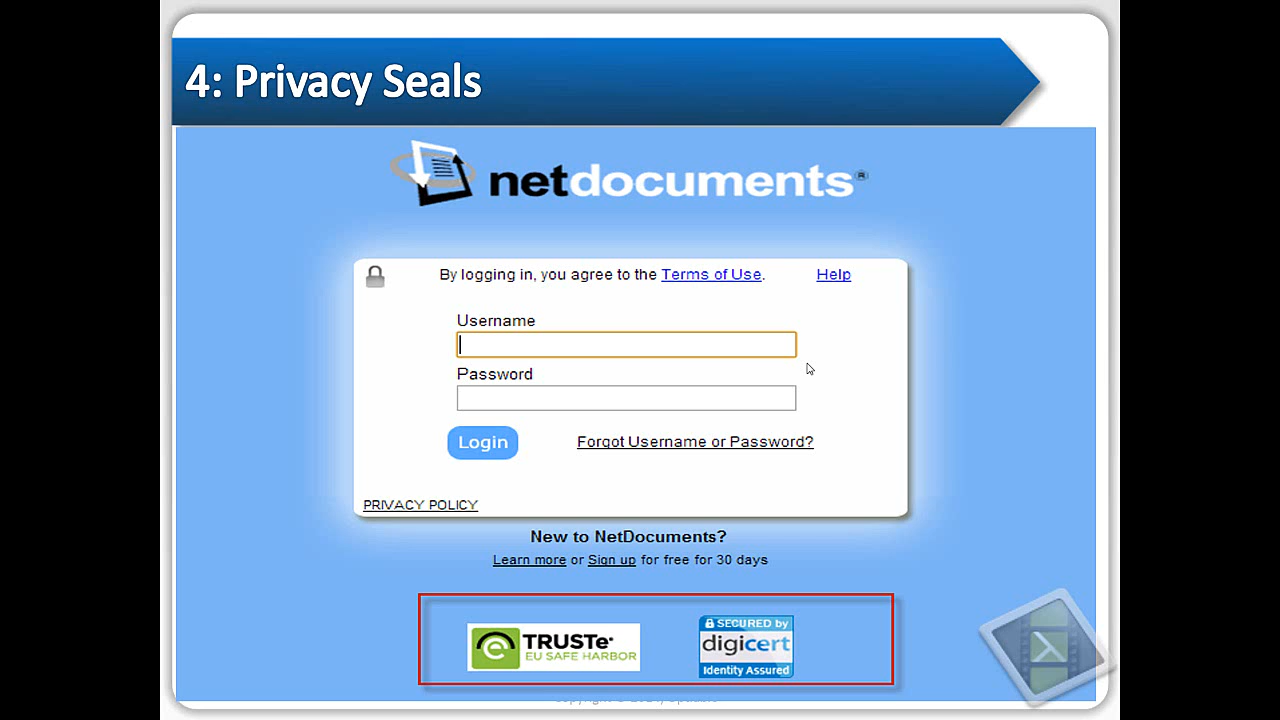 4: Privacy Seals
netdocuments®
By logging in, you agree to the Terms of Use. Help
Username
Password
Login Forgot Username or Password?
PRIVACY POLICY
New to NetDocuments?
Learn more or Sign up for free for 30 days
TRUSTe
EU SAFE HARBOR
SECURED by
digicert
Identity Assured